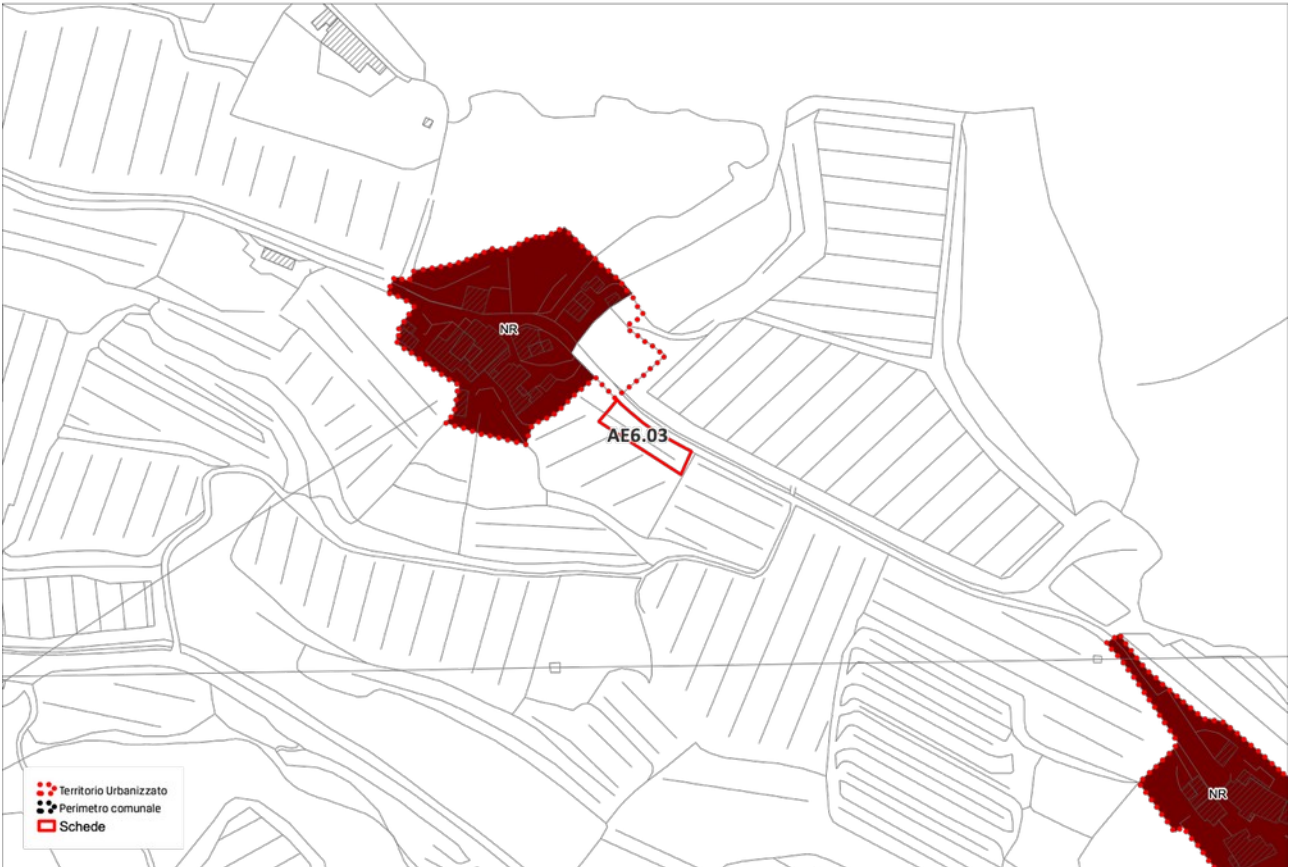 NR
AE6.03
NR
Territorio Urbanizzato
Perimetro comunale
Schede